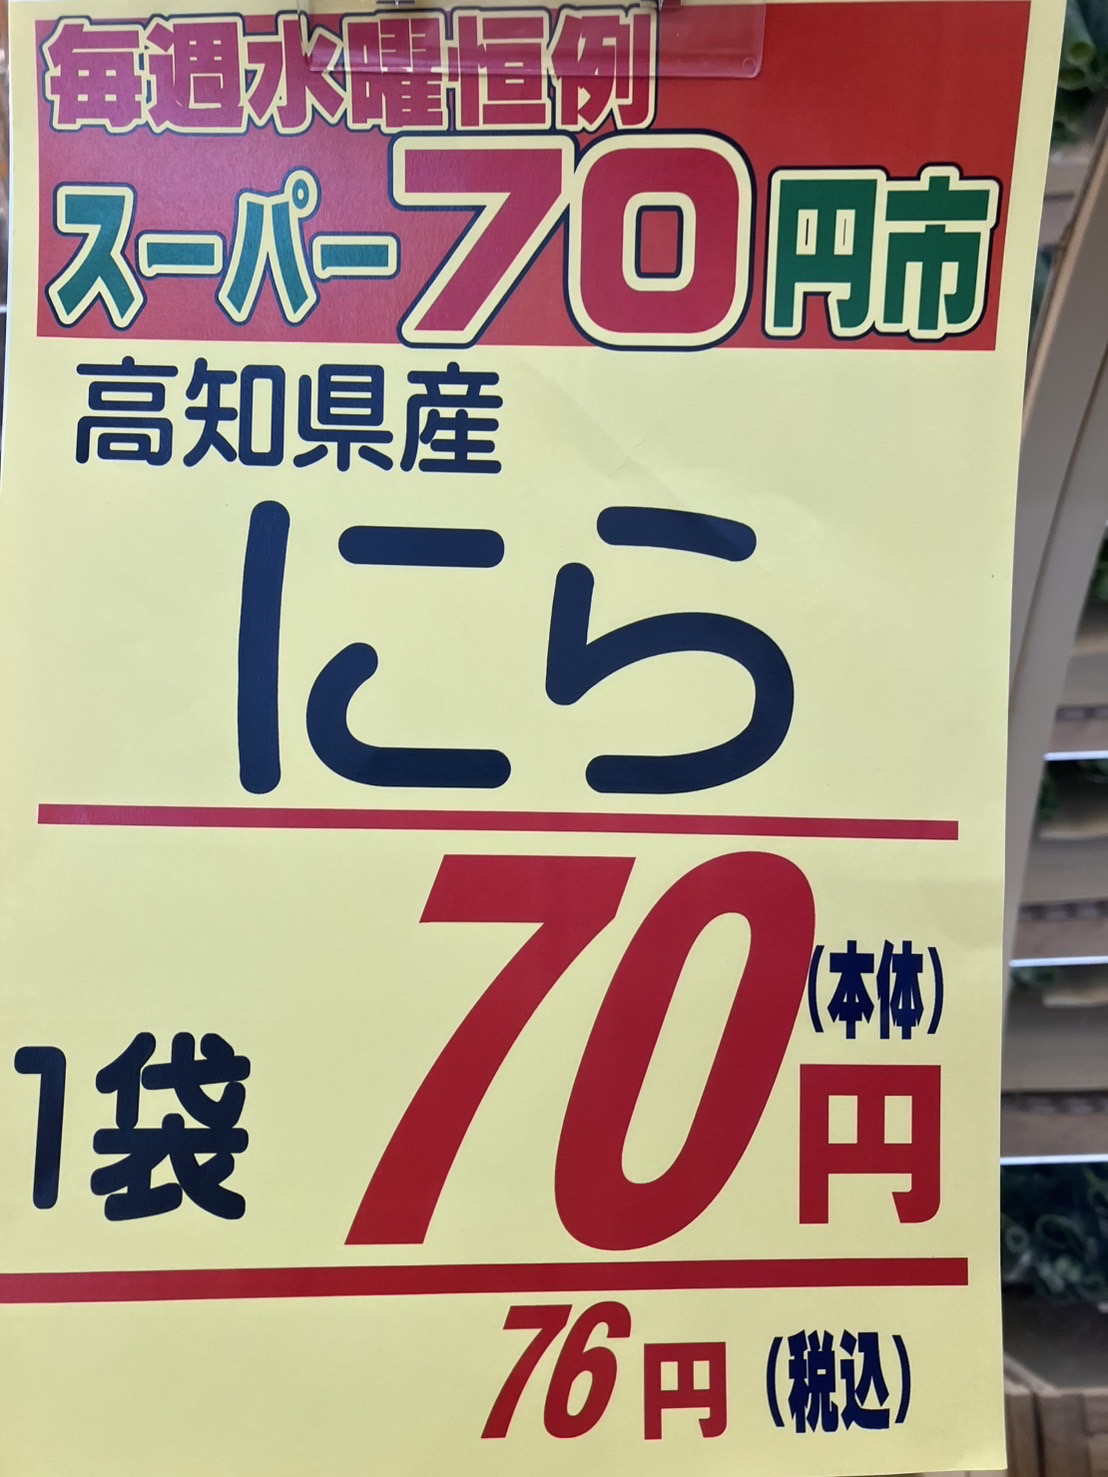 毎週水曜恒例
スーパー70円市
高知県産
にら
1袋 70円 (本体)
76円 (税込)